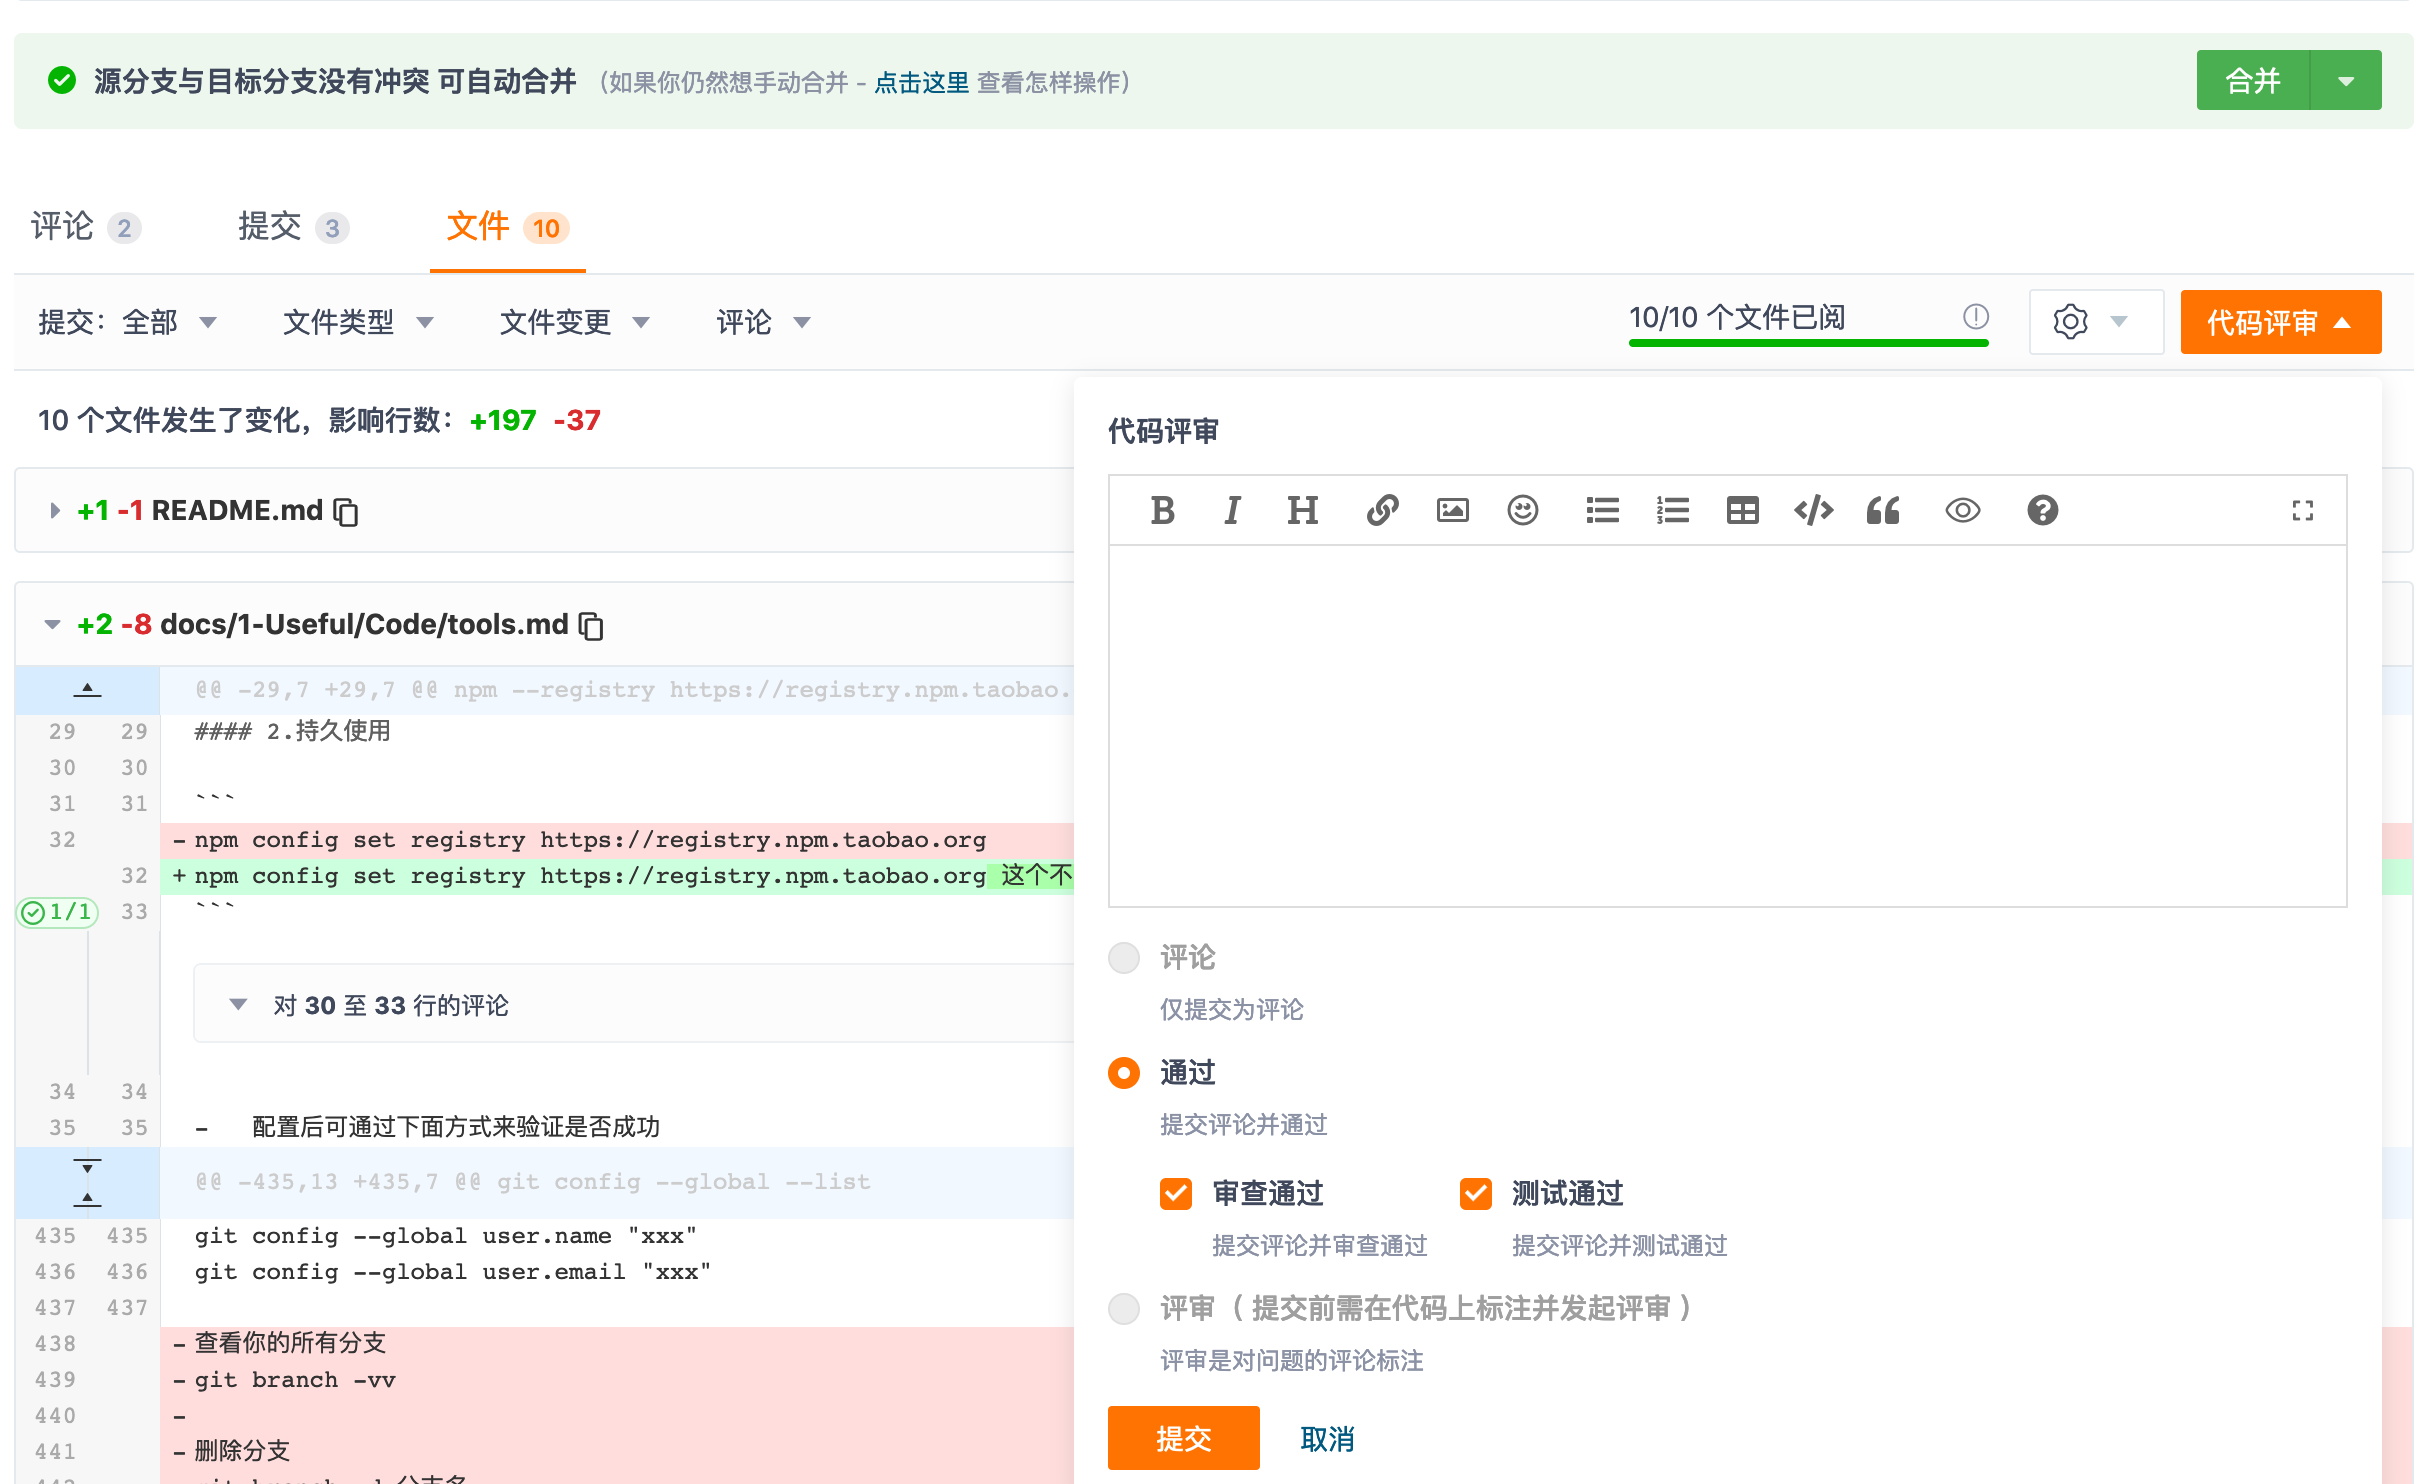 源分支与目标分支没有冲突 可自动合并 （如果你仍然想手动合并 - 点击这里 查看怎样操作）
合并
评论 2 提交 3 文件 10
提交：全部 文件类型 文件变更 评论 10/10 个文件已阅 代码评审
10 个文件发生了变化，影响行数：+197 -37
+1 -1 README.md
+2 -8 docs/1-Useful/Code/tools.md
@@ -29,7 +29,7 @@ npm --registry https://registry.npm.taobao.
29 29 #### 2.持久使用
30 30
31 31 ```
32 - npm config set registry https://registry.npm.taobao.org
32 + npm config set registry https://registry.npm.taobao.org 这个不
1/1 33 ```
对 30 至 33 行的评论
34 34
35 35 - 配置后可通过下面方式来验证是否成功
@@ -435,13 +435,7 @@ git config --global --list
435 435 git config --global user.name "xxx"
436 436 git config --global user.email "xxx"
437 437
438 - 查看你的所有分支
439 - git branch -vv
440 -
441 - 删除分支
代码评审
B I H
评论
仅提交为评论
通过
提交评论并通过
审查通过 测试通过
提交评论并审查通过 提交评论并测试通过
评审（ 提交前需在代码上标注并发起评审 ）
评审是对问题的评论标注
提交 取消